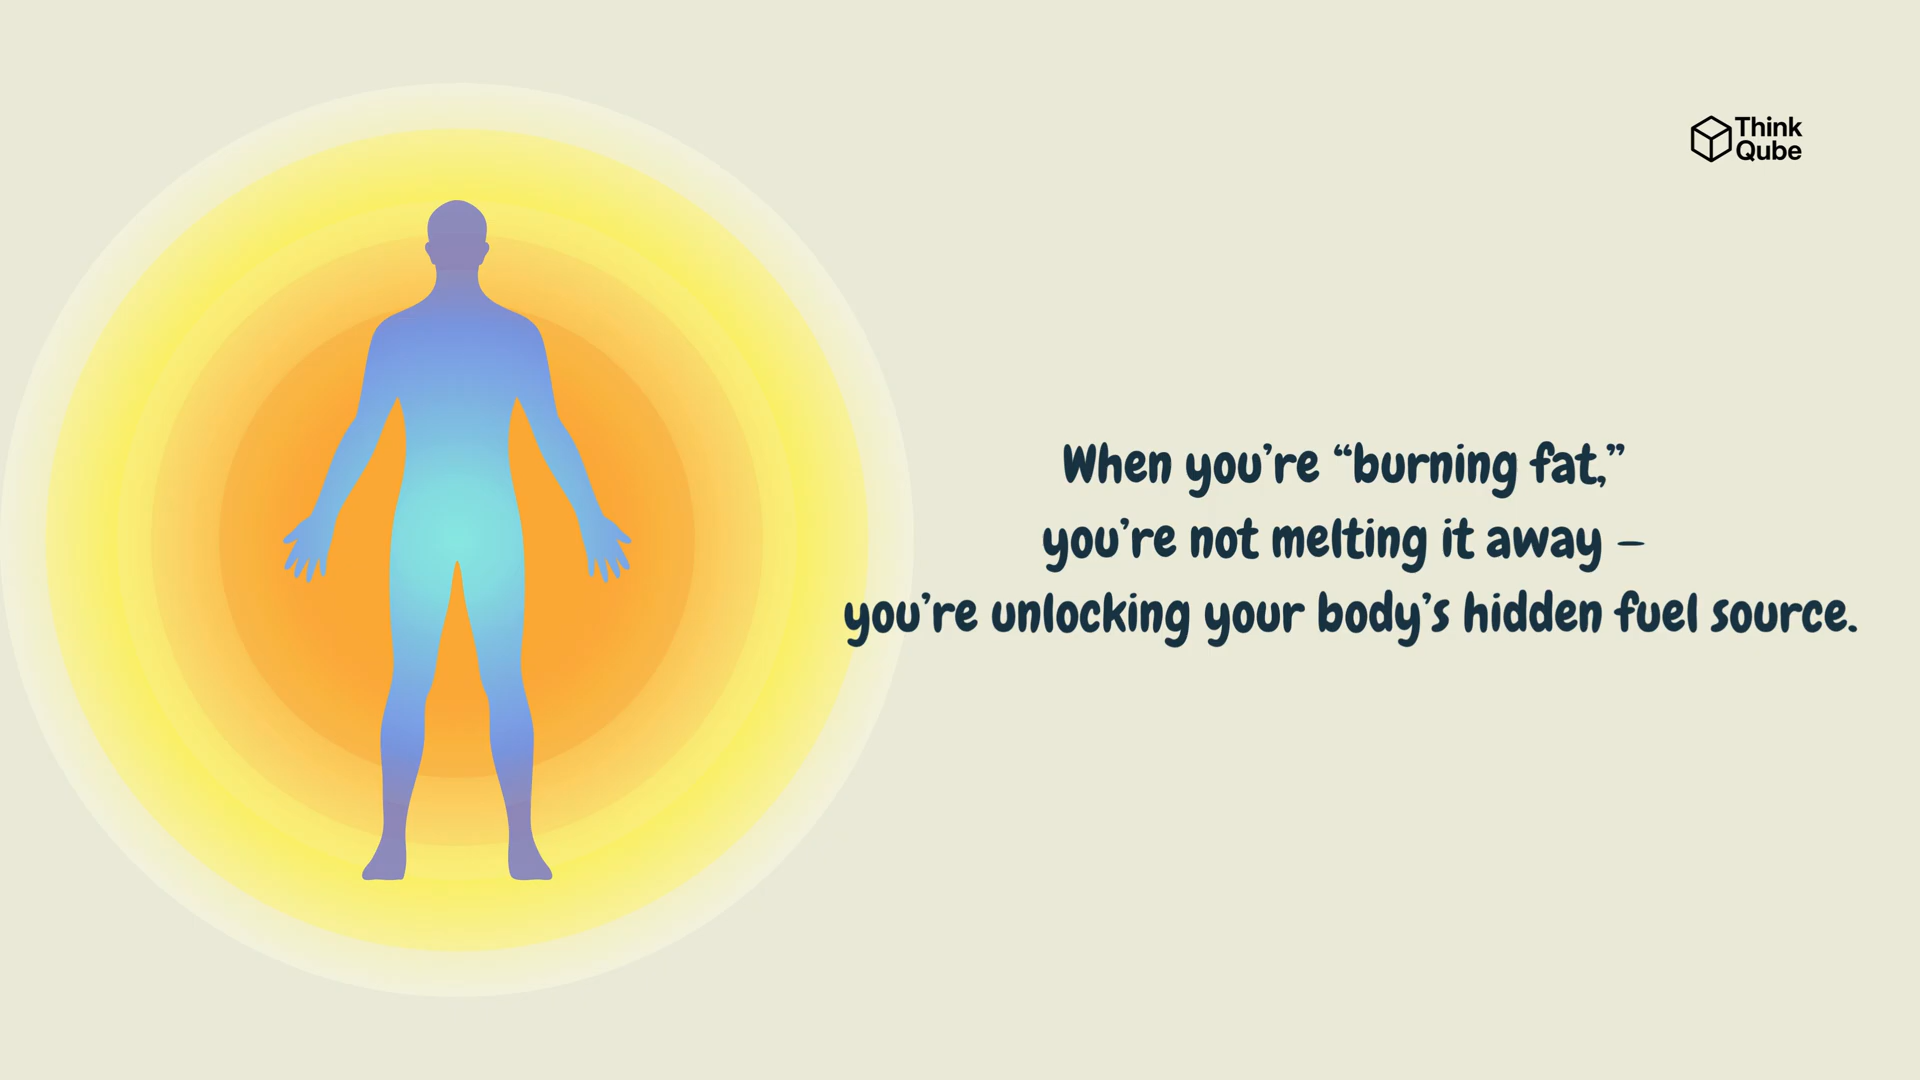 Think
Qube
When you’re “burning fat,”
you’re not melting it away –
you’re unlocking your body’s hidden fuel source.